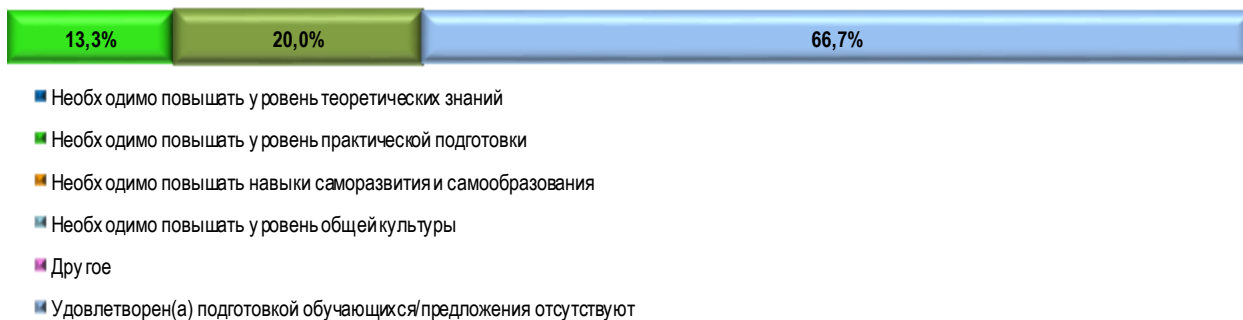 13,3% 20,0% 66,7%
Необходимо повышать уровень теоретических знаний
Необходимо повышать уровень практической подготовки
Необходимо повышать навыки саморазвития и самообразования
Необходимо повышать уровень общей культуры
Другое
Удовлетворен(а) подготовкой обучающихся/предложения отсутствуют